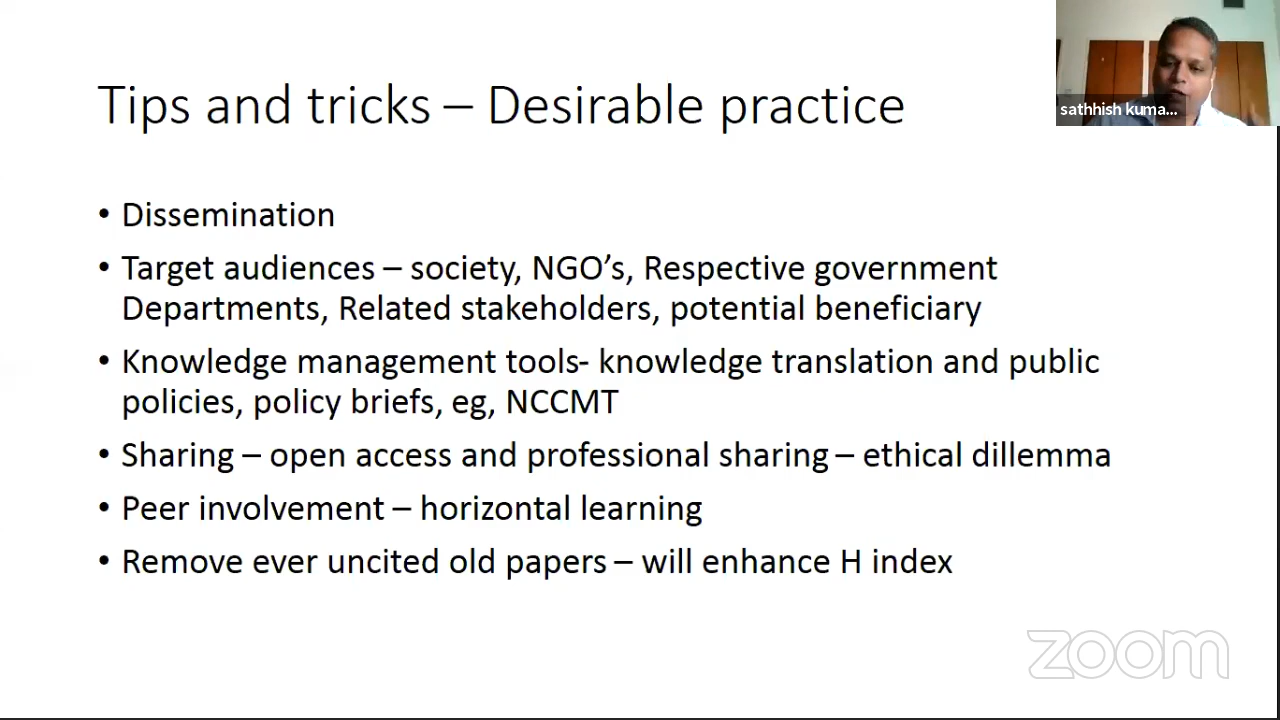 Tips and tricks – Desirable practice
sathhish kuma...
• Dissemination
• Target audiences – society, NGO’s, Respective government
Departments, Related stakeholders, potential beneficiary
• Knowledge management tools- knowledge translation and public
policies, policy briefs, eg, NCCMT
• Sharing – open access and professional sharing – ethical dillemma
• Peer involvement – horizontal learning
• Remove ever uncited old papers – will enhance H index
zoom